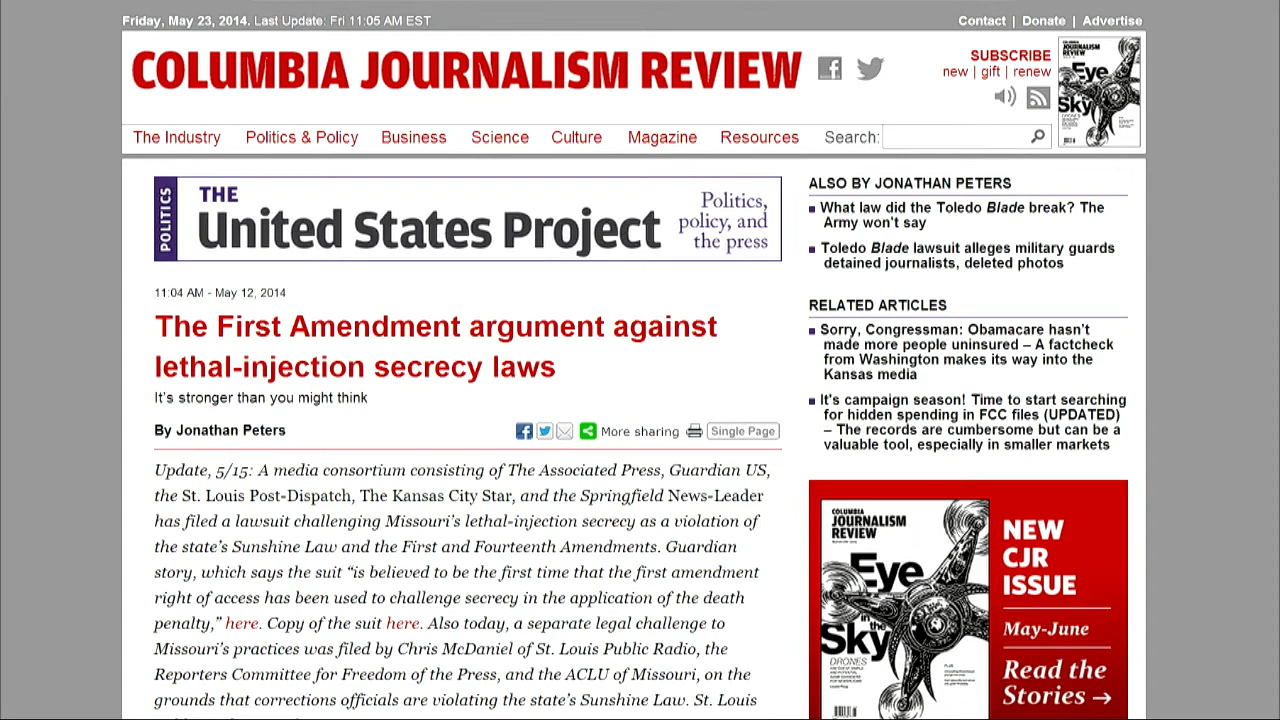 Friday, May 23, 2014. Last Update: Fri 11:05 AM EST
Contact | Donate | Advertise
COLUMBIA JOURNALISM REVIEW
SUBSCRIBE
new | gift | renew
COLUMBIA
JOURNALISM
REVIEW
Eye
in the
Sky
DRONES
The Industry Politics & Policy Business Science Culture Magazine Resources Search:
POLITICS
THE
United States Project
Politics,
policy, and
the press
11:04 AM - May 12, 2014
The First Amendment argument against
lethal-injection secrecy laws
It's stronger than you might think
By Jonathan Peters
More sharing
Single Page
Update, 5/15: A media consortium consisting of The Associated Press, Guardian US,
the St. Louis Post-Dispatch, The Kansas City Star, and the Springfield News-Leader
has filed a lawsuit challenging Missouri's lethal-injection secrecy as a violation of
the state's Sunshine Law and the First and Fourteenth Amendments. Guardian
story, which says the suit “is believed to be the first time that the first amendment
right of access has been used to challenge secrecy in the application of the death
penalty,” here. Copy of the suit here. Also today, a separate legal challenge to
Missouri's practices was filed by Chris McDaniel of St. Louis Public Radio, the
Reporters Committee for Freedom of the Press, and the ACLU of Missouri, on the
grounds that corrections officials are violating the state's Sunshine Law. St. Louis
ALSO BY JONATHAN PETERS
What law did the Toledo Blade break? The
Army won't say
Toledo Blade lawsuit alleges military guards
detained journalists, deleted photos
RELATED ARTICLES
Sorry, Congressman: Obamacare hasn't
made more people uninsured – A factcheck
from Washington makes its way into the
Kansas media
It's campaign season! Time to start searching
for hidden spending in FCC files (UPDATED)
– The records are cumbersome but can be a
valuable tool, especially in smaller markets
COLUMBIA
JOURNALISM
REVIEW
Eye
in the
Sky
DRONES
NEW
CJR
ISSUE
May-June
Read the
Stories →